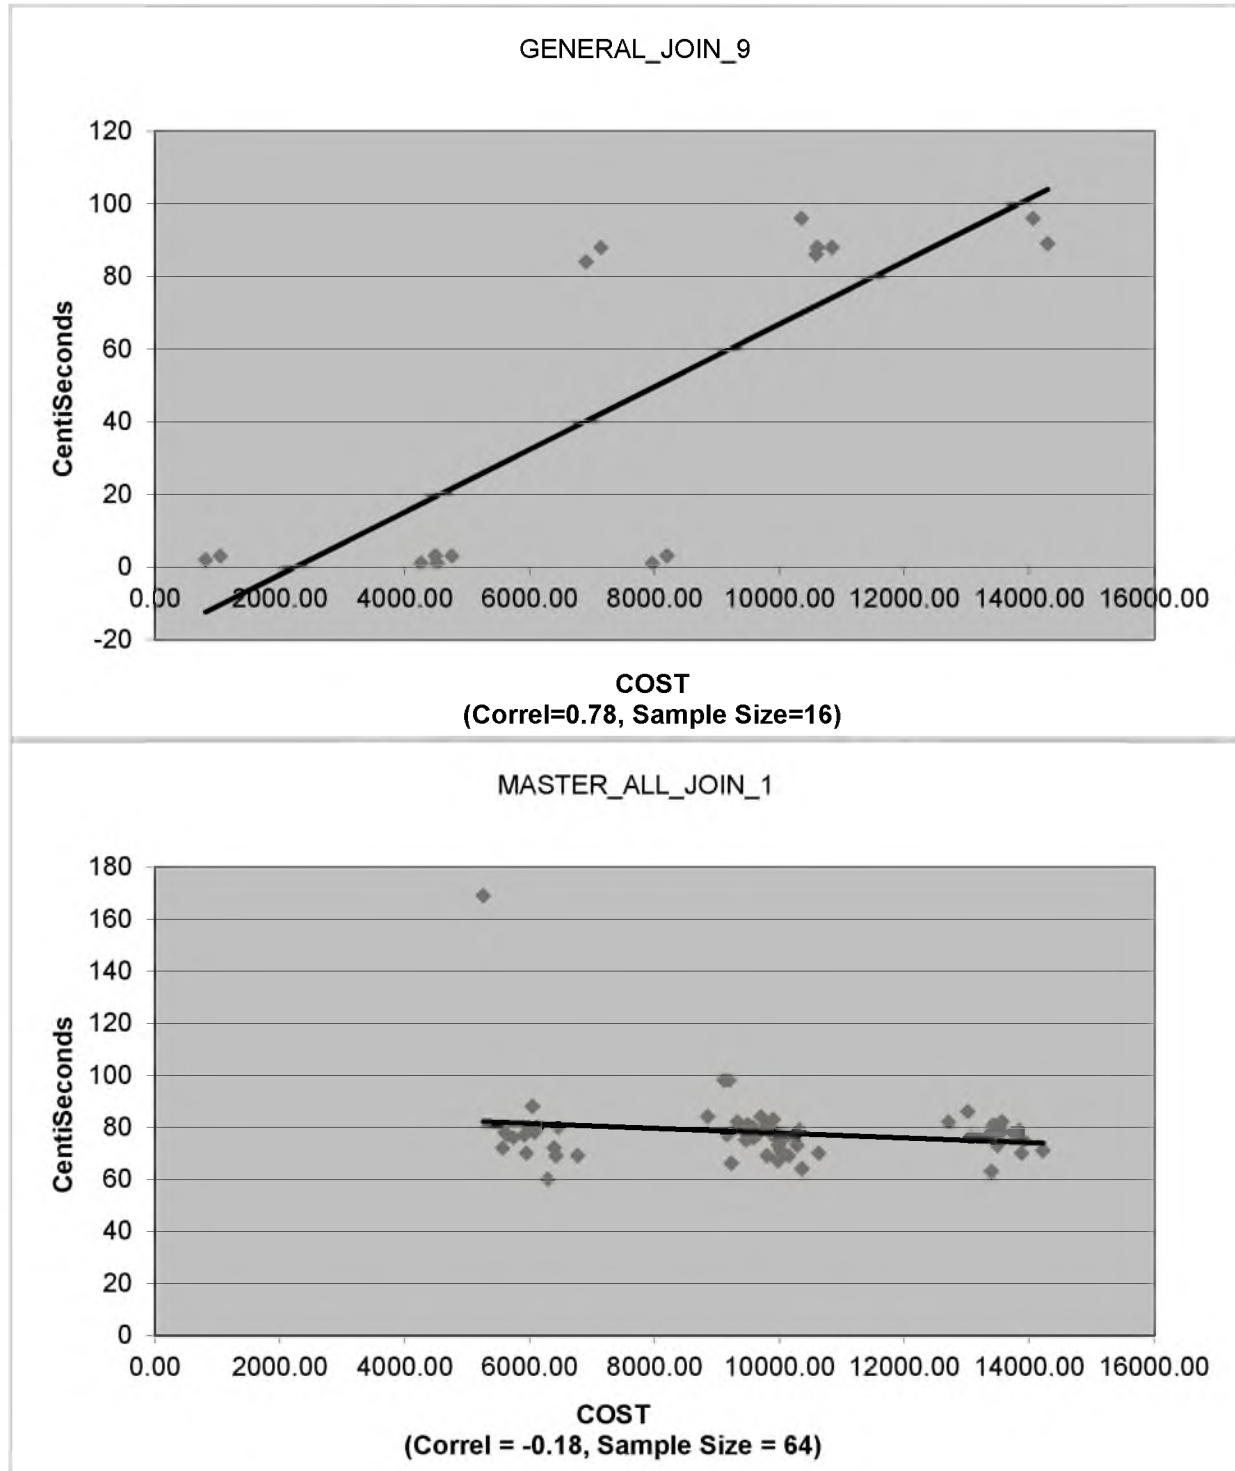 GENERAL_JOIN_9
120
100
80
60
40
20
0
-20
CentiSeconds
0.00 2000.00 4000.00 6000.00 8000.00 10000.00 12000.00 14000.00 16000.00
COST
(Correl=0.78, Sample Size=16)
MASTER_ALL_JOIN_1
180
160
140
120
100
80
60
40
20
0
CentiSeconds
0.00 2000.00 4000.00 6000.00 8000.00 10000.00 12000.00 14000.00 16000.00
COST
(Correl = -0.18, Sample Size = 64)